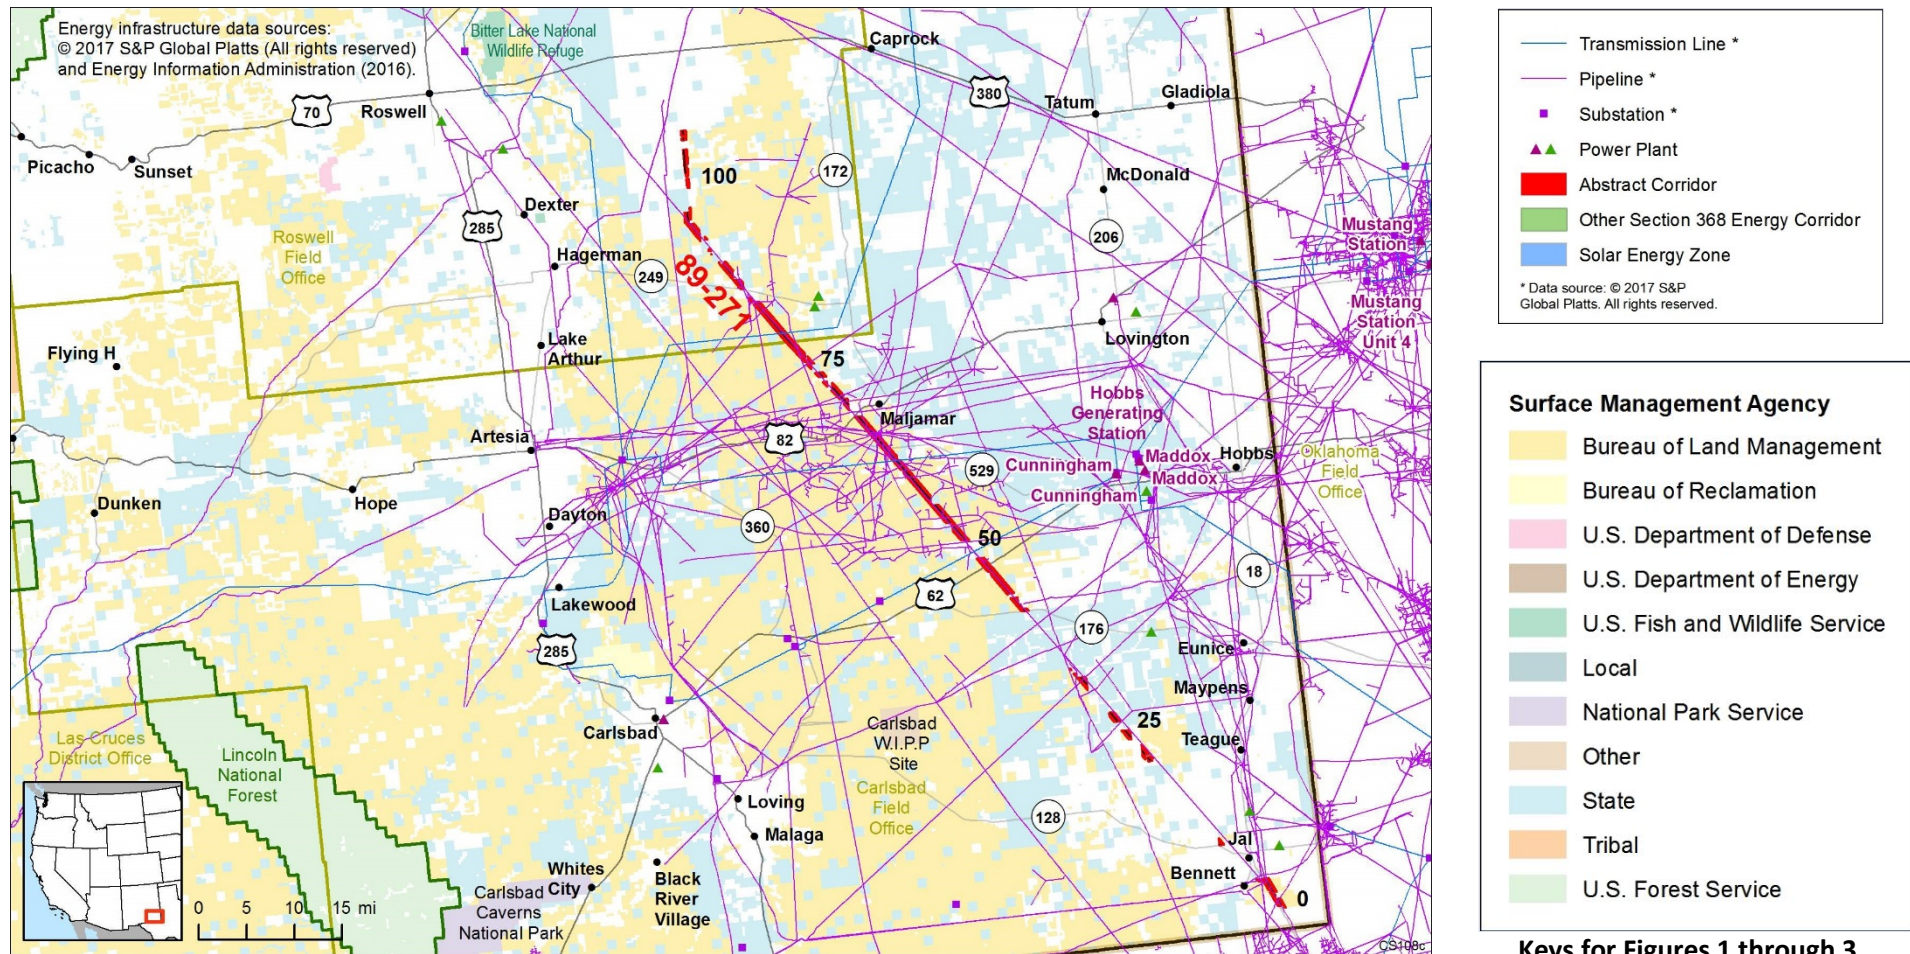 Energy infrastructure data sources:
© 2017 S&P Global Platts (All rights reserved)
and Energy Information Administration (2016).
Bitter Lake National
Wildlife Refuge
Caprock
380
70
Roswell
Tatum
Gladiola
Picacho
Sunset
100
172
McDonald
Dexter
285
206
Mustang
Station
Roswell
Field
Office
Hagerman
249
89-271
Mustang
Station
Unit 4
Lake
Arthur
Lovington
Flying H
75
Hobbs
Generating
Station
Maljamar
Artesia
82
529
Cunningham
Maddox
Maddox
Cunningham
Hobbs
Oklahoma
Field
Office
Dunken
Hope
Dayton
360
50
18
Lakewood
62
176
285
Eunice
Maypens
Carlsbad
Carlsbad
W.I.P.P
Site
25
Teague
Las Cruces
District Office
Lincoln
National
Forest
Loving
Malaga
Carlsbad
Field
Office
128
Jal
Bennett
0
Whites
City
Black
River
Village
Carlsbad
Caverns
National Park
0 5 10 15 mi
CS108c
Transmission Line *
Pipeline *
Substation *
Power Plant
Abstract Corridor
Other Section 368 Energy Corridor
Solar Energy Zone
* Data source: © 2017 S&P
Global Platts. All rights reserved.
Surface Management Agency
Bureau of Land Management
Bureau of Reclamation
U.S. Department of Defense
U.S. Department of Energy
U.S. Fish and Wildlife Service
Local
National Park Service
Other
State
Tribal
U.S. Forest Service
Keys for Figures 1 through 3